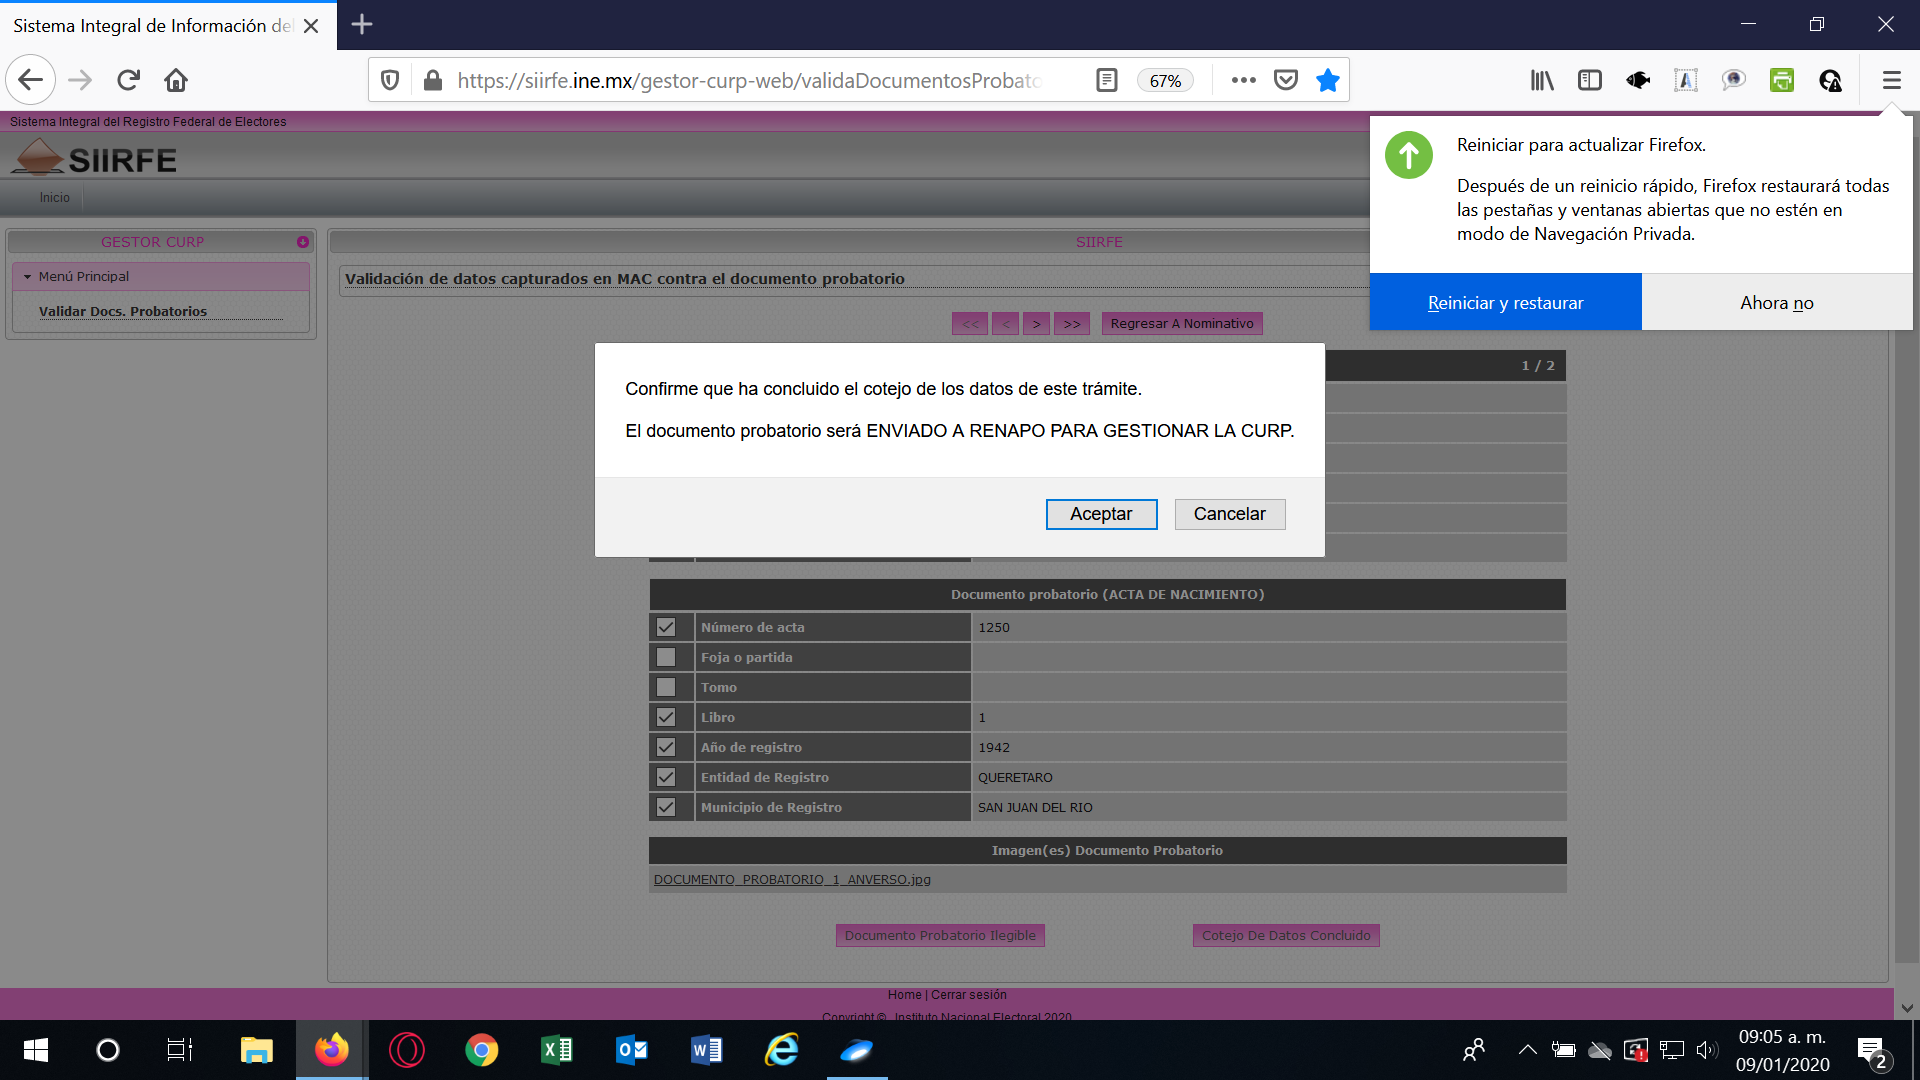 Sistema Integral de Información del
https://siirfe.ine.mx/gestor-curp-web/validaDocumentosProbato
67%
Sistema Integral del Registro Federal de Electores
SIIRFE
Inicio
Reiniciar para actualizar Firefox.
Después de un reinicio rápido, Firefox restaurará todas
las pestañas y ventanas abiertas que no estén en
modo de Navegación Privada.
Reiniciar y restaurar
Ahora no
GESTOR CURP
Menú Principal
Validar Docs. Probatorios
SIIRFE
Validación de datos capturados en MAC contra el documento probatorio
<< < > >> Regresar A Nominativo
1 / 2
Confirme que ha concluido el cotejo de los datos de este trámite.
El documento probatorio será ENVIADO A RENAPO PARA GESTIONAR LA CURP.
Aceptar Cancelar
Documento probatorio (ACTA DE NACIMIENTO)
Número de acta 1250
Foja o partida
Tomo
Libro 1
Año de registro 1942
Entidad de Registro QUERETARO
Municipio de Registro SAN JUAN DEL RIO
Imagen(es) Documento Probatorio
DOCUMENTO_PROBATORIO_1_ANVERSO.jpg
Documento Probatorio Ilegible
Cotejo De Datos Concluido
Home | Cerrar sesión
Copyright © Instituto Nacional Electoral 2020
09:05 a. m.
09/01/2020
2